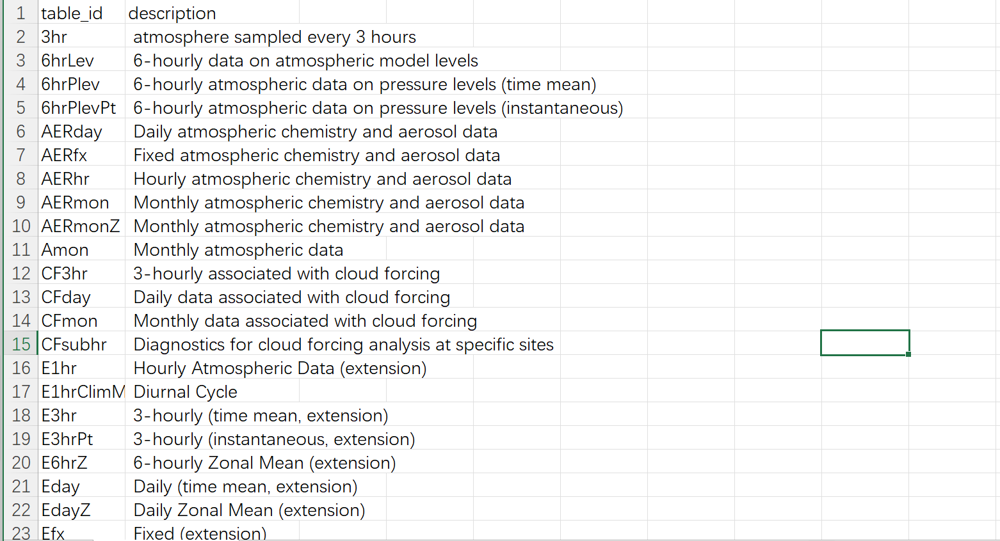 1 table_id description
2 3hr atmosphere sampled every 3 hours
3 6hrLev 6-hourly data on atmospheric model levels
4 6hrPlev 6-hourly atmospheric data on pressure levels (time mean)
5 6hrPlevPt 6-hourly atmospheric data on pressure levels (instantaneous)
6 AERday Daily atmospheric chemistry and aerosol data
7 AERfx Fixed atmospheric chemistry and aerosol data
8 AERhr Hourly atmospheric chemistry and aerosol data
9 AERmon Monthly atmospheric chemistry and aerosol data
10 AERmonZ Monthly atmospheric chemistry and aerosol data
11 Amon Monthly atmospheric data
12 CF3hr 3-hourly associated with cloud forcing
13 CFday Daily data associated with cloud forcing
14 CFmon Monthly data associated with cloud forcing
15 CFsubhr Diagnostics for cloud forcing analysis at specific sites
16 E1hr Hourly Atmospheric Data (extension)
17 E1hrClimM Diurnal Cycle
18 E3hr 3-hourly (time mean, extension)
19 E3hrPt 3-hourly (instantaneous, extension)
20 E6hrZ 6-hourly Zonal Mean (extension)
21 Eday Daily (time mean, extension)
22 EdayZ Daily Zonal Mean (extension)
23 Efx Fixed (extension)